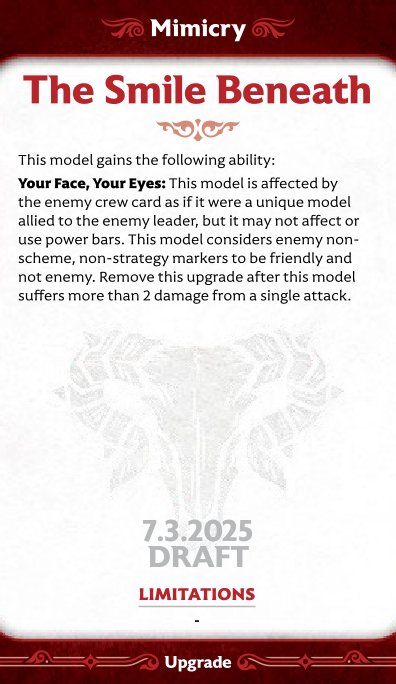 Mimicry
The Smile Beneath
This model gains the following ability:
Your Face, Your Eyes: This model is affected by
the enemy crew card as if it were a unique model
allied to the enemy leader, but it may not affect or
use power bars. This model considers enemy non-
scheme, non-strategy markers to be friendly and
not enemy. Remove this upgrade after this model
suffers more than 2 damage from a single attack.
7.3.2025
DRAFT
LIMITATIONS
-
Upgrade